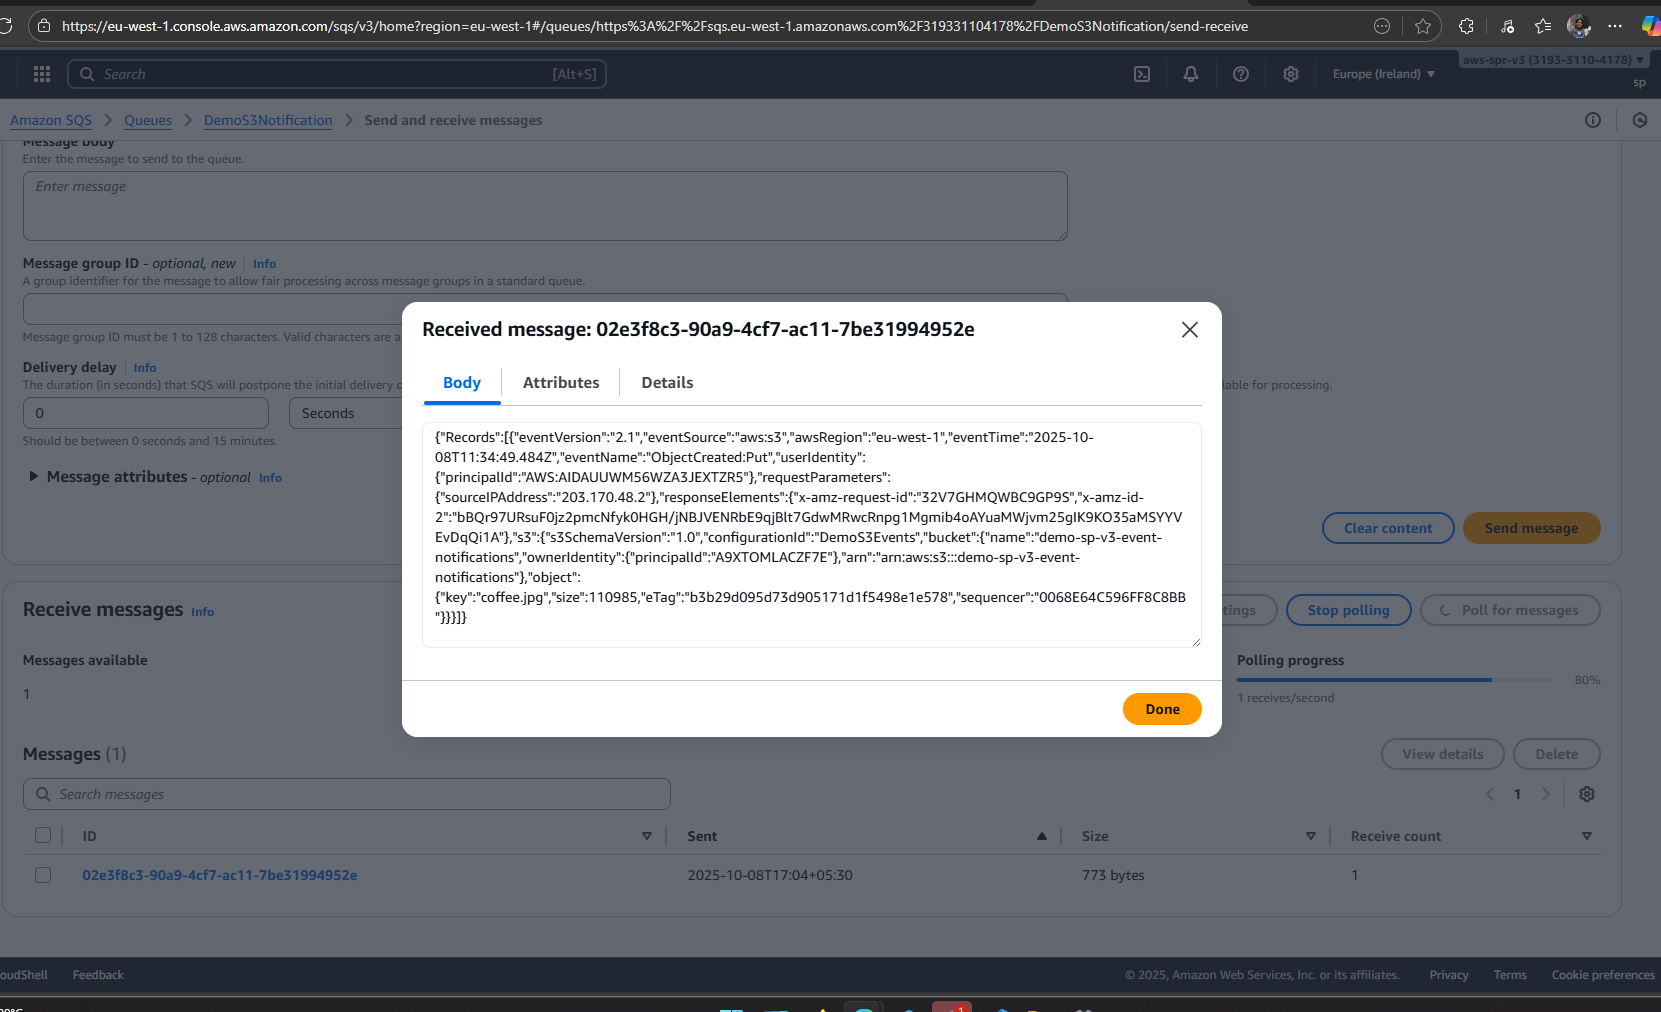 https://eu-west-1.console.aws.amazon.com/sqs/v3/home?region=eu-west-1#/queues/https%3A%2F%2Fsqs.eu-west-1.amazonaws.com%2F319331104178%2FDemoS3Notification/send-receive
Search [Alt+S] Europe (Ireland) aws-spr-v3 (3193-3110-4178)
sp
Amazon SQS Queues DemoS3Notification Send and receive messages
Message body
Enter the message to send to the queue.
Enter message
Message group ID - optional, new Info
A group identifier for the message to allow fair processing across message groups in a standard queue.
Message group ID must be 1 to 128 characters. Valid characters are a
Delivery delay Info
The duration (in seconds) that SQS will postpone the initial delivery lable for processing.
0 Seconds
Should be between 0 seconds and 15 minutes.
Message attributes - optional Info
Clear content Send message
Received message: 02e3f8c3-90a9-4cf7-ac11-7be31994952e
Body Attributes Details
{"Records":[{"eventVersion":"2.1","eventSource":"aws:s3","awsRegion":"eu-west-1","eventTime":"2025-10-
08T11:34:49.484Z","eventName":"ObjectCreated:Put","userIdentity":
{"principalId":"AWS:AIDAUUWM56WZA3JEXTZR5"},"requestParameters":
{"sourceIPAddress":"203.170.48.2"},"responseElements":{"x-amz-request-id":"32V7GHMQWBC9GP9S","x-amz-id-
2":"bBQr97URsuF0jz2pmcNfyk0HGH/jNBJVENRbE9qjBlt7GdwMRwcRnpg1Mgmib4oAYuaMWjvm25gIK9KO35aMSYYV
EvDqQi1A"},"s3":{"s3SchemaVersion":"1.0","configurationId":"DemoS3Events","bucket":{"name":"demo-sp-v3-event-
notifications","ownerIdentity":{"principalId":"A9XTOMLACZF7E"},"arn":"arn:aws:s3:::demo-sp-v3-event-
notifications"},"object":
{"key":"coffee.jpg","size":110985,"eTag":"b3b29d095d73d905171d1f5498e1e578","sequencer":"0068E64C596FF8C8BB
"}}}]}
Done
Receive messages Info
tings Stop polling Poll for messages
Messages available
1
Polling progress
80%
1 receives/second
Messages (1)
View details Delete
Search messages
1
ID Sent Size Receive count
02e3f8c3-90a9-4cf7-ac11-7be31994952e 2025-10-08T17:04+05:30 773 bytes 1
oudShell Feedback © 2025, Amazon Web Services, Inc. or its affiliates. Privacy Terms Cookie preferences
1